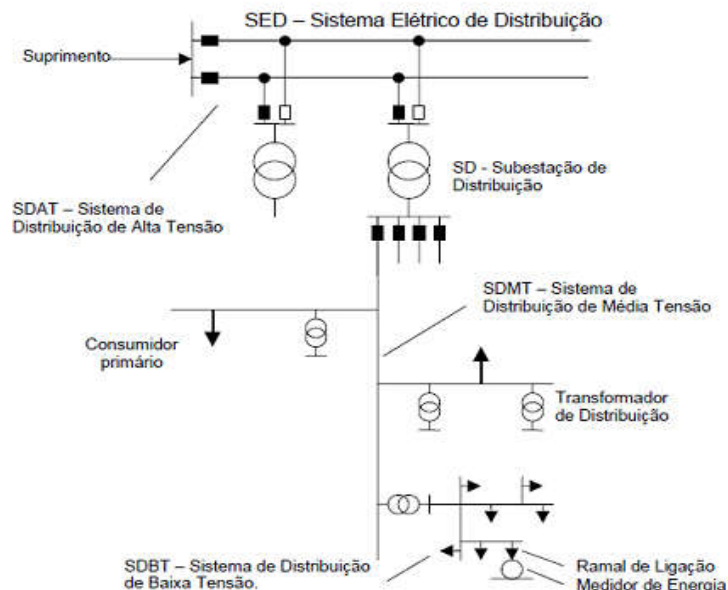 SED – Sistema Elétrico de Distribuição
Suprimento
SD - Subestação de
Distribuição
SDAT – Sistema de
Distribuição de Alta Tensão
SDMT – Sistema de
Distribuição de Média Tensão
Consumidor
primário
Transformador
de Distribuição
SDBT – Sistema de Distribuição
de Baixa Tensão.
Ramal de Ligação
Medidor de Energia